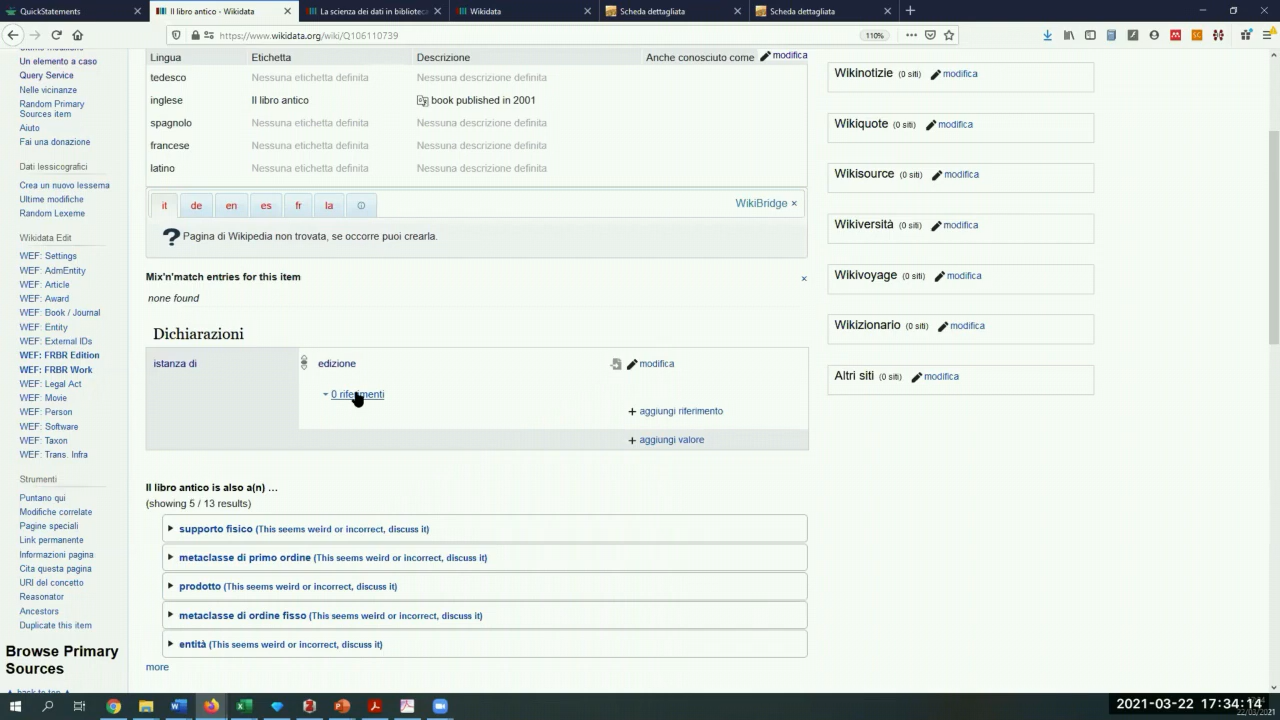 QuickStatements
Il libro antico - Wikidata
La scienza dei dati in bibliotec
Wikidata
Scheda dettagliata
Scheda dettagliata
https://www.wikidata.org/wiki/Q106110739
110%
Un elemento a caso
Query Service
Nelle vicinanze
Random Primary
Sources item
Aiuto
Fai una donazione
Dati lessicografici
Crea un nuovo lessema
Ultime modifiche
Random Lexeme
Wikidata Edit
WEF: Settings
WEF: AdmEntity
WEF: Article
WEF: Award
WEF: Book / Journal
WEF: Entity
WEF: External IDs
WEF: FRBR Edition
WEF: FRBR Work
WEF: Legal Act
WEF: Movie
WEF: Person
WEF: Software
WEF: Taxon
WEF: Trans. Infra
Strumenti
Puntano qui
Modifiche correlate
Pagine speciali
Link permanente
Informazioni pagina
Cita questa pagina
URI del concetto
Reasonator
Ancestors
Duplicate this item
Browse Primary
Sources
▲ back to top ▲
Lingua Etichetta Descrizione Anche conosciuto come modifica
tedesco Nessuna etichetta definita Nessuna descrizione definita
inglese Il libro antico book published in 2001
spagnolo Nessuna etichetta definita Nessuna descrizione definita
francese Nessuna etichetta definita Nessuna descrizione definita
latino Nessuna etichetta definita Nessuna descrizione definita
it de en es fr la WikiBridge ×
Pagina di Wikipedia non trovata, se occorre puoi crearla.
Mix'n'match entries for this item ×
none found
Dichiarazioni
istanza di edizione modifica
0 riferimenti
+ aggiungi riferimento
+ aggiungi valore
Il libro antico is also a(n) ...
(showing 5 / 13 results)
supporto fisico (This seems weird or incorrect, discuss it)
metaclasse di primo ordine (This seems weird or incorrect, discuss it)
prodotto (This seems weird or incorrect, discuss it)
metaclasse di ordine fisso (This seems weird or incorrect, discuss it)
entità (This seems weird or incorrect, discuss it)
more
Wikinotizie (0 siti) modifica
Wikiquote (0 siti) modifica
Wikisource (0 siti) modifica
Wikiversità (0 siti) modifica
Wikivoyage (0 siti) modifica
Wikizionario (0 siti) modifica
Altri siti (0 siti) modifica
2021-03-22 17:34:14
22/03/2021